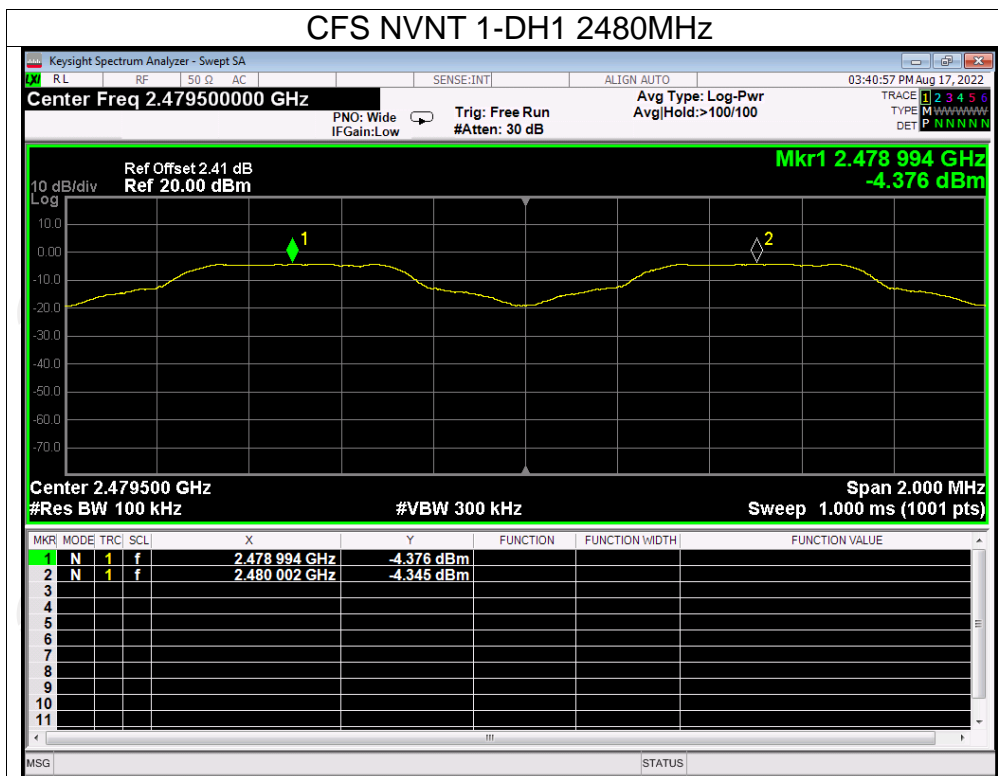 CFS NVNT 1-DH1 2480MHz
Keysight Spectrum Analyzer - Swept SA
LXI RL RF 50 Ω AC SENSE:INT ALIGN AUTO 03:40:57 PM Aug 17, 2022
Center Freq 2.479500000 GHz
PNO: Wide
IFGain:Low
Trig: Free Run
#Atten: 30 dB
Avg Type: Log-Pwr
Avg|Hold:>100/100
TRACE 1 2 3 4 5 6
TYPE M W W W W W
DET P N N N N N
Mkr1 2.478 994 GHz
-4.376 dBm
Ref Offset 2.41 dB
10 dB/div Ref 20.00 dBm
Log
10.0
0.00
-10.0
-20.0
-30.0
-40.0
-50.0
-60.0
-70.0
1
2
Center 2.479500 GHz Span 2.000 MHz
#Res BW 100 kHz #VBW 300 kHz Sweep 1.000 ms (1001 pts)
MKR MODE TRC SCL X Y FUNCTION FUNCTION WIDTH FUNCTION VALUE
1 N 1 f 2.478 994 GHz -4.376 dBm
2 N 1 f 2.480 002 GHz -4.345 dBm
3
4
5
6
7
8
9
10
11
MSG STATUS